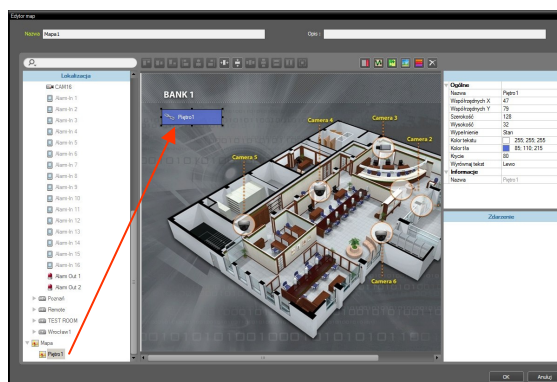 Edytor map
Nazwa Mapa1 Opis :
Lokalizacja
CAM16
Alarm-In 1
Alarm-In 2
Alarm-In 3
Alarm-In 4
Alarm-In 5
Alarm-In 6
Alarm-In 7
Alarm-In 8
Alarm-In 9
Alarm-In 10
Alarm-In 11
Alarm-In 12
Alarm-In 13
Alarm-In 14
Alarm-In 15
Alarm-In 16
Alarm Out 1
Alarm Out 2
Poznań
Remote
TEST ROOM
Wrocław1
Mapa
Piętro1
BANK 1
Piętro1
Camera 4
Camera 3
Camera 2
Camera 5
Camera 6
Ogólne
Nazwa Piętro1
Współrzędnych X 47
Współrzędnych Y 79
Szerokość 128
Wysokość 32
Wypełnienie Stan
Kolor tekstu 255; 255; 255
Kolor tła 85; 110; 215
Krycie 80
Wyrównaj tekst Lewo
Informacje
Nazwa Piętro1
Zdarzenie
OK Anuluj